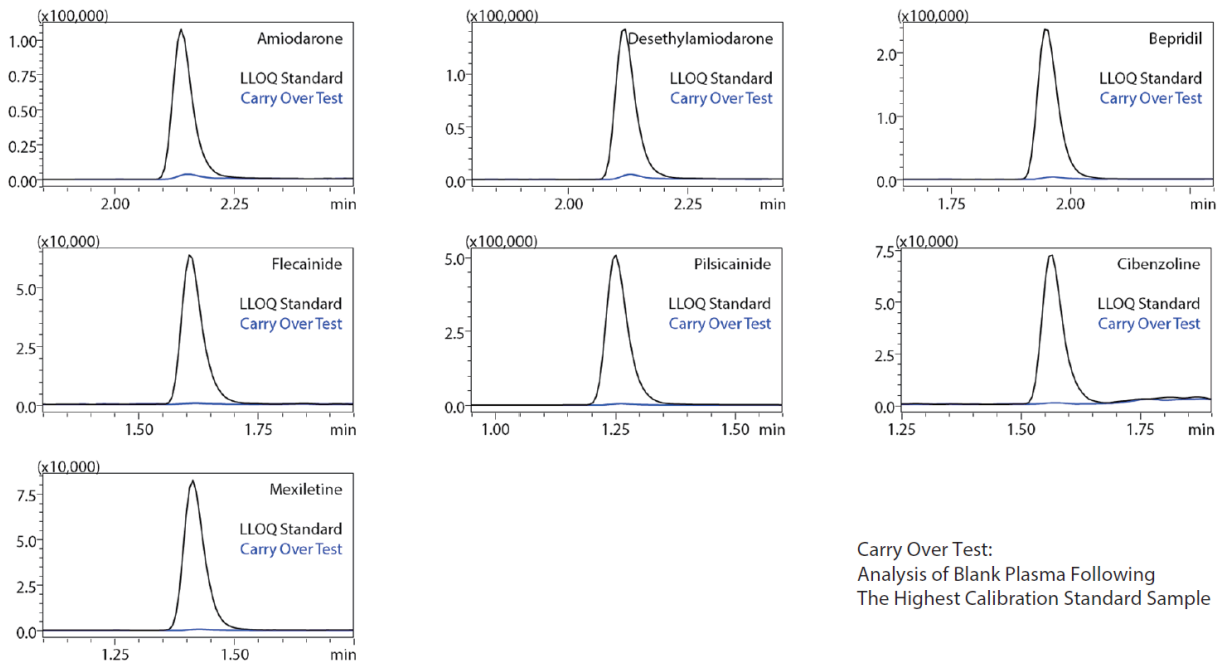 (x100,000)
Amiodarone
LLOQ Standard
Carry Over Test
1.00
0.75
0.50
0.25
0.00
2.00 2.25 min
(x100,000)
Desethylamiodarone
LLOQ Standard
Carry Over Test
1.0
0.5
0.0
2.00 2.25 min
(x100,000)
Bepridil
LLOQ Standard
Carry Over Test
2.0
1.0
0.0
1.75 2.00 min
(x10,000)
Flecainide
LLOQ Standard
Carry Over Test
5.0
2.5
0.0
1.50 1.75 min
(x100,000)
Pilsicainide
LLOQ Standard
Carry Over Test
5.0
2.5
0.0
1.00 1.25 1.50 min
(x10,000)
Cibenzoline
LLOQ Standard
Carry Over Test
7.5
5.0
2.5
0.0
1.25 1.50 1.75 min
(x10,000)
Mexiletine
LLOQ Standard
Carry Over Test
7.5
5.0
2.5
0.0
1.25 1.50 min
Carry Over Test:
Analysis of Blank Plasma Following
The Highest Calibration Standard Sample